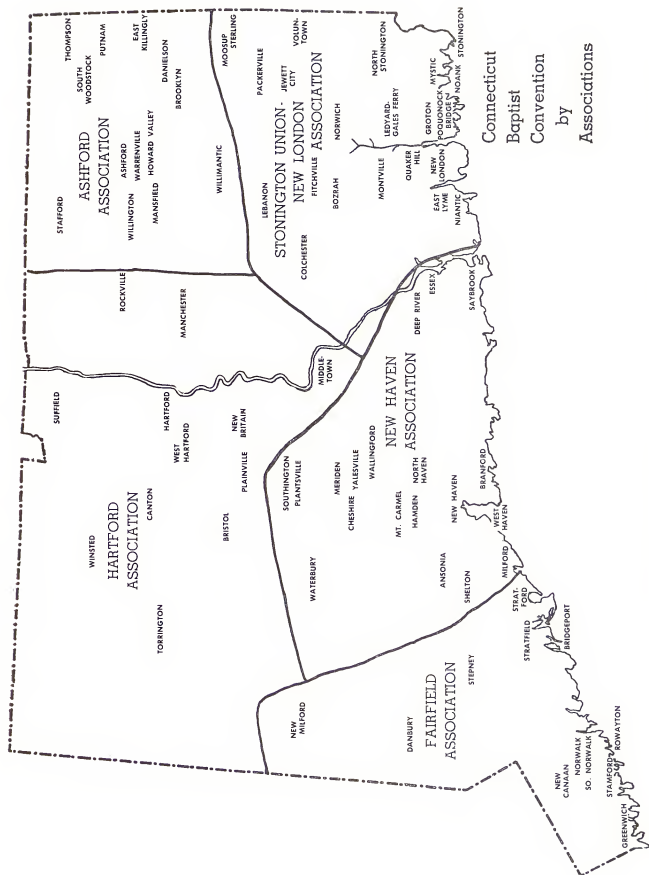 Connecticut
Baptist
Convention
by
Associations
HARTFORD
ASSOCIATION
SUFFIELD
WINSTED
CANTON
TORRINGTON
WEST
HARTFORD
HARTFORD
NEW
BRITAIN
PLAINVILLE
BRISTOL
ROCKVILLE
MANCHESTER
MIDDLE-
TOWN
ASHFORD
ASSOCIATION
STAFFORD
THOMPSON
SOUTH
WOODSTOCK
PUTNAM
EAST
KILLINGLY
DANIELSON
BROOKLYN
ASHFORD
WARRENVILLE
HOWARD VALLEY
WILLINGTON
MANSFIELD
WILLIMANTIC
STONINGTON UNION-
NEW LONDON
ASSOCIATION
MOOSUP
STERLING
PACKERVILLE
JEWETT
CITY
VOLUN-
TOWN
LEBANON
COLCHESTER
FITCHVILLE
BOZRAH
NORWICH
NORTH
STONINGTON
LEDYARD-
GALES FERRY
MONTVILLE
QUAKER
HILL
GROTON
POQUONOCK
BRIDGE
MYSTIC
NOANK
STONINGTON
NEW
LONDON
EAST
LYME
NIANTIC
NEW HAVEN
ASSOCIATION
SOUTHINGTON
PLANTSVILLE
WATERBURY
MERIDEN
CHESHIRE
YALESVILLE
WALLINGFORD
MT. CARMEL
HAMDEN
NORTH
HAVEN
DEEP RIVER
ESSEX
SAYBROOK
ANSONIA
SHELTON
NEW HAVEN
BRANFORD
WEST
HAVEN
MILFORD
FAIRFIELD
ASSOCIATION
NEW
MILFORD
DANBURY
STEPNEY
STRAT-
FORD
STRATFIELD
BRIDGEPORT
NEW
CANAAN
NORWALK
SO. NORWALK
ROWAYTON
STAMFORD
GREENWICH